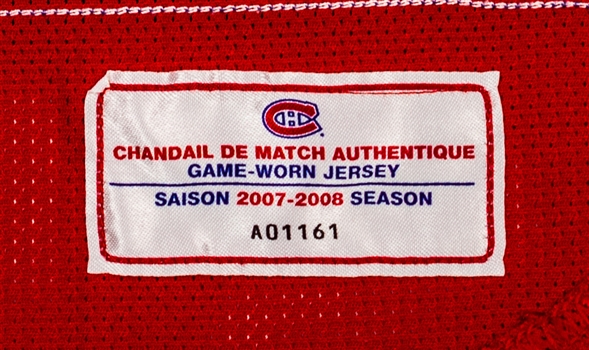 CHANDAIL DE MATCH AUTHENTIQUE
GAME-WORN JERSEY
SAISON 2007-2008 SEASON
A01161